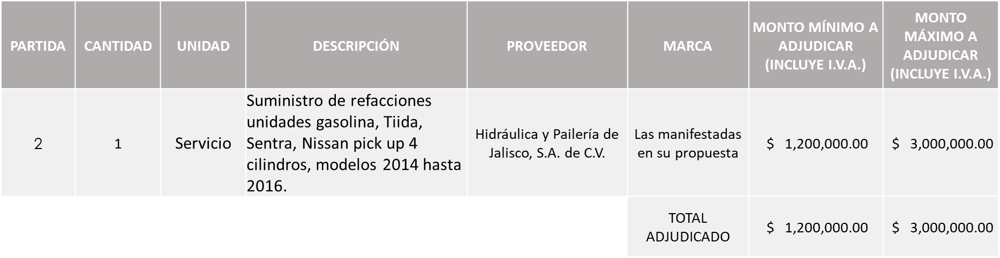 PARTIDA
CANTIDAD
UNIDAD
DESCRIPCIÓN
PROVEEDOR
MARCA
MONTO MÍNIMO A
ADJUDICAR
(INCLUYE I.V.A.)
MONTO
MÁXIMO A
ADJUDICAR
(INCLUYE I.V.A.)
2
1
Servicio
Suministro de refacciones
unidades gasolina, Tiida,
Sentra, Nissan pick up 4
cilindros, modelos 2014 hasta
2016.
Hidráulica y Pailería de
Jalisco, S.A. de C.V.
Las manifestadas
en su propuesta
$ 1,200,000.00
$ 3,000,000.00
TOTAL
ADJUDICADO
$ 1,200,000.00
$ 3,000,000.00